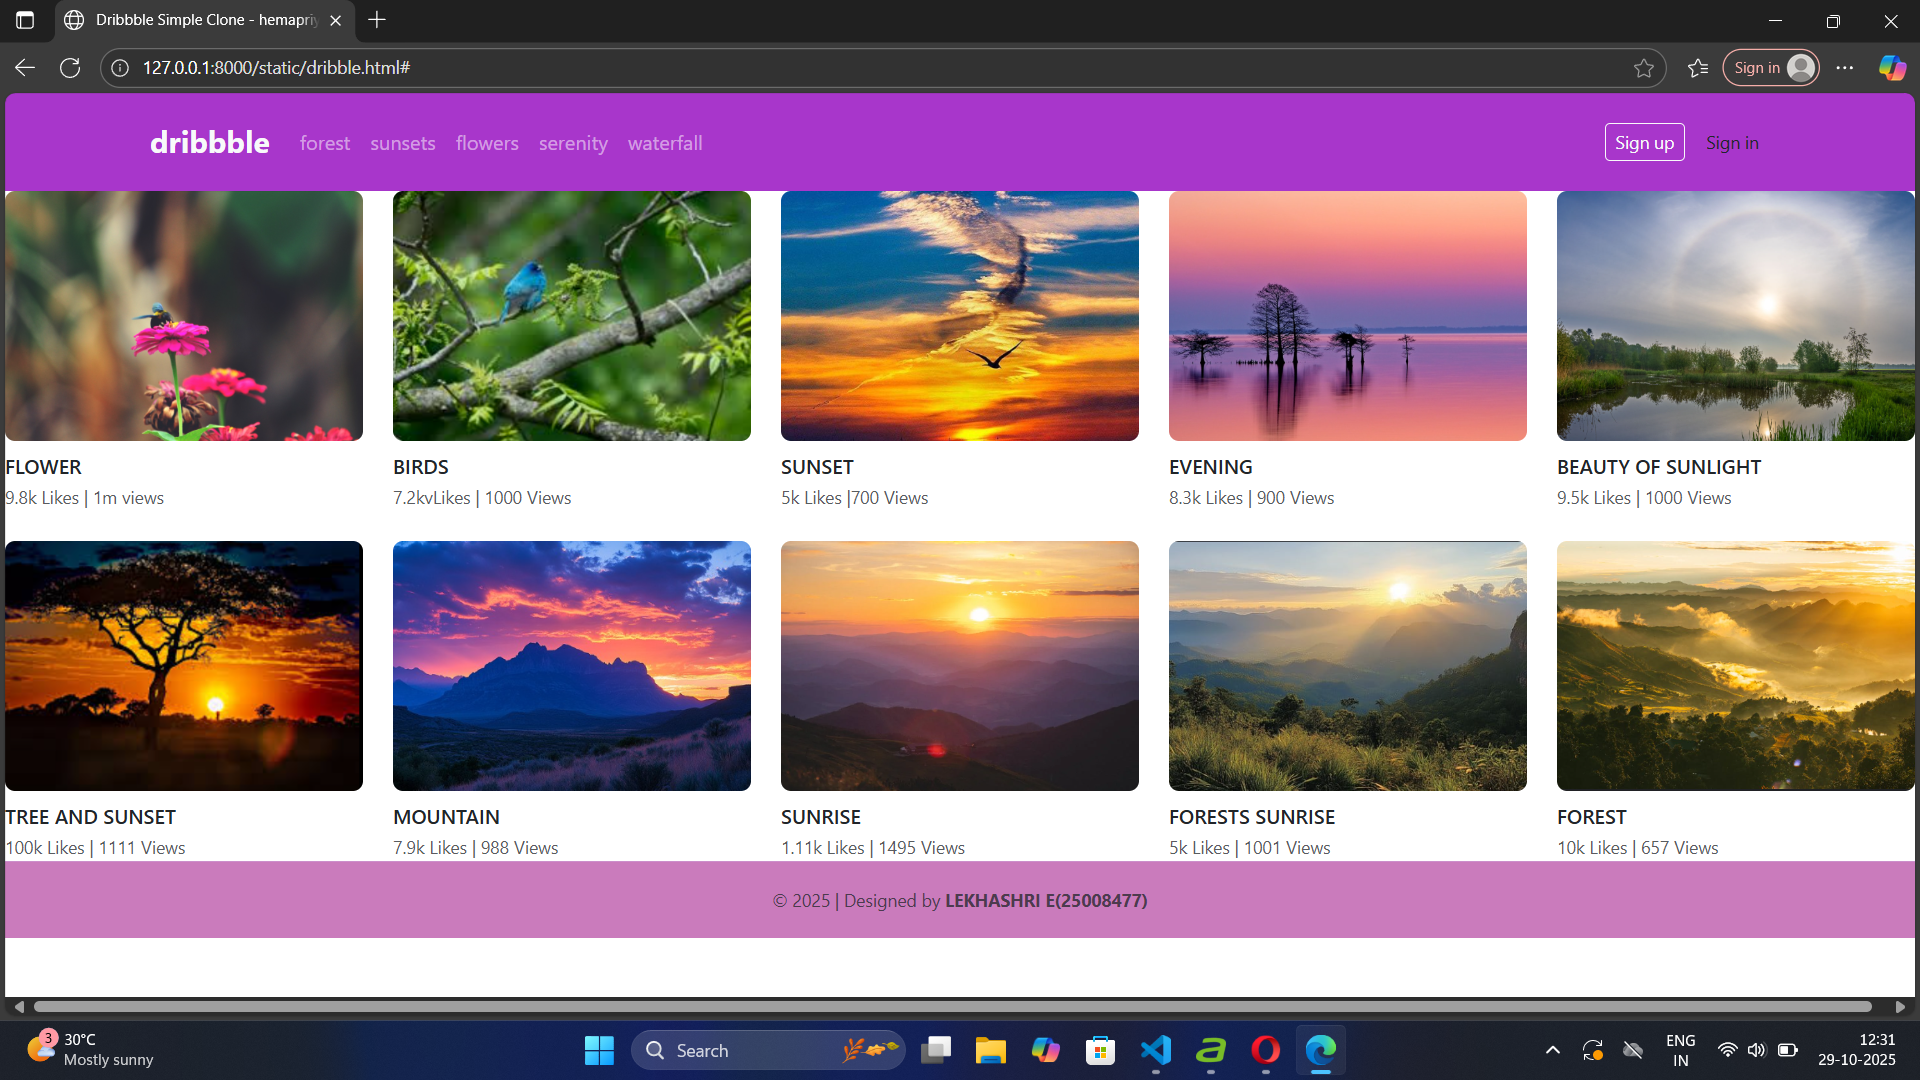 Dribbble Simple Clone - hemapriy
127.0.0.1:8000/static/dribble.html#
Sign in
dribbble
forest sunsets flowers serenity waterfall
Sign up Sign in
FLOWER
9.8k Likes | 1m views
BIRDS
7.2kvLikes | 1000 Views
SUNSET
5k Likes |700 Views
EVENING
8.3k Likes | 900 Views
BEAUTY OF SUNLIGHT
9.5k Likes | 1000 Views
TREE AND SUNSET
100k Likes | 1111 Views
MOUNTAIN
7.9k Likes | 988 Views
SUNRISE
1.11k Likes | 1495 Views
FORESTS SUNRISE
5k Likes | 1001 Views
FOREST
10k Likes | 657 Views
© 2025 | Designed by LEKHASHRI E(25008477)
3
30°C
Mostly sunny
Search
ENG
IN
12:31
29-10-2025